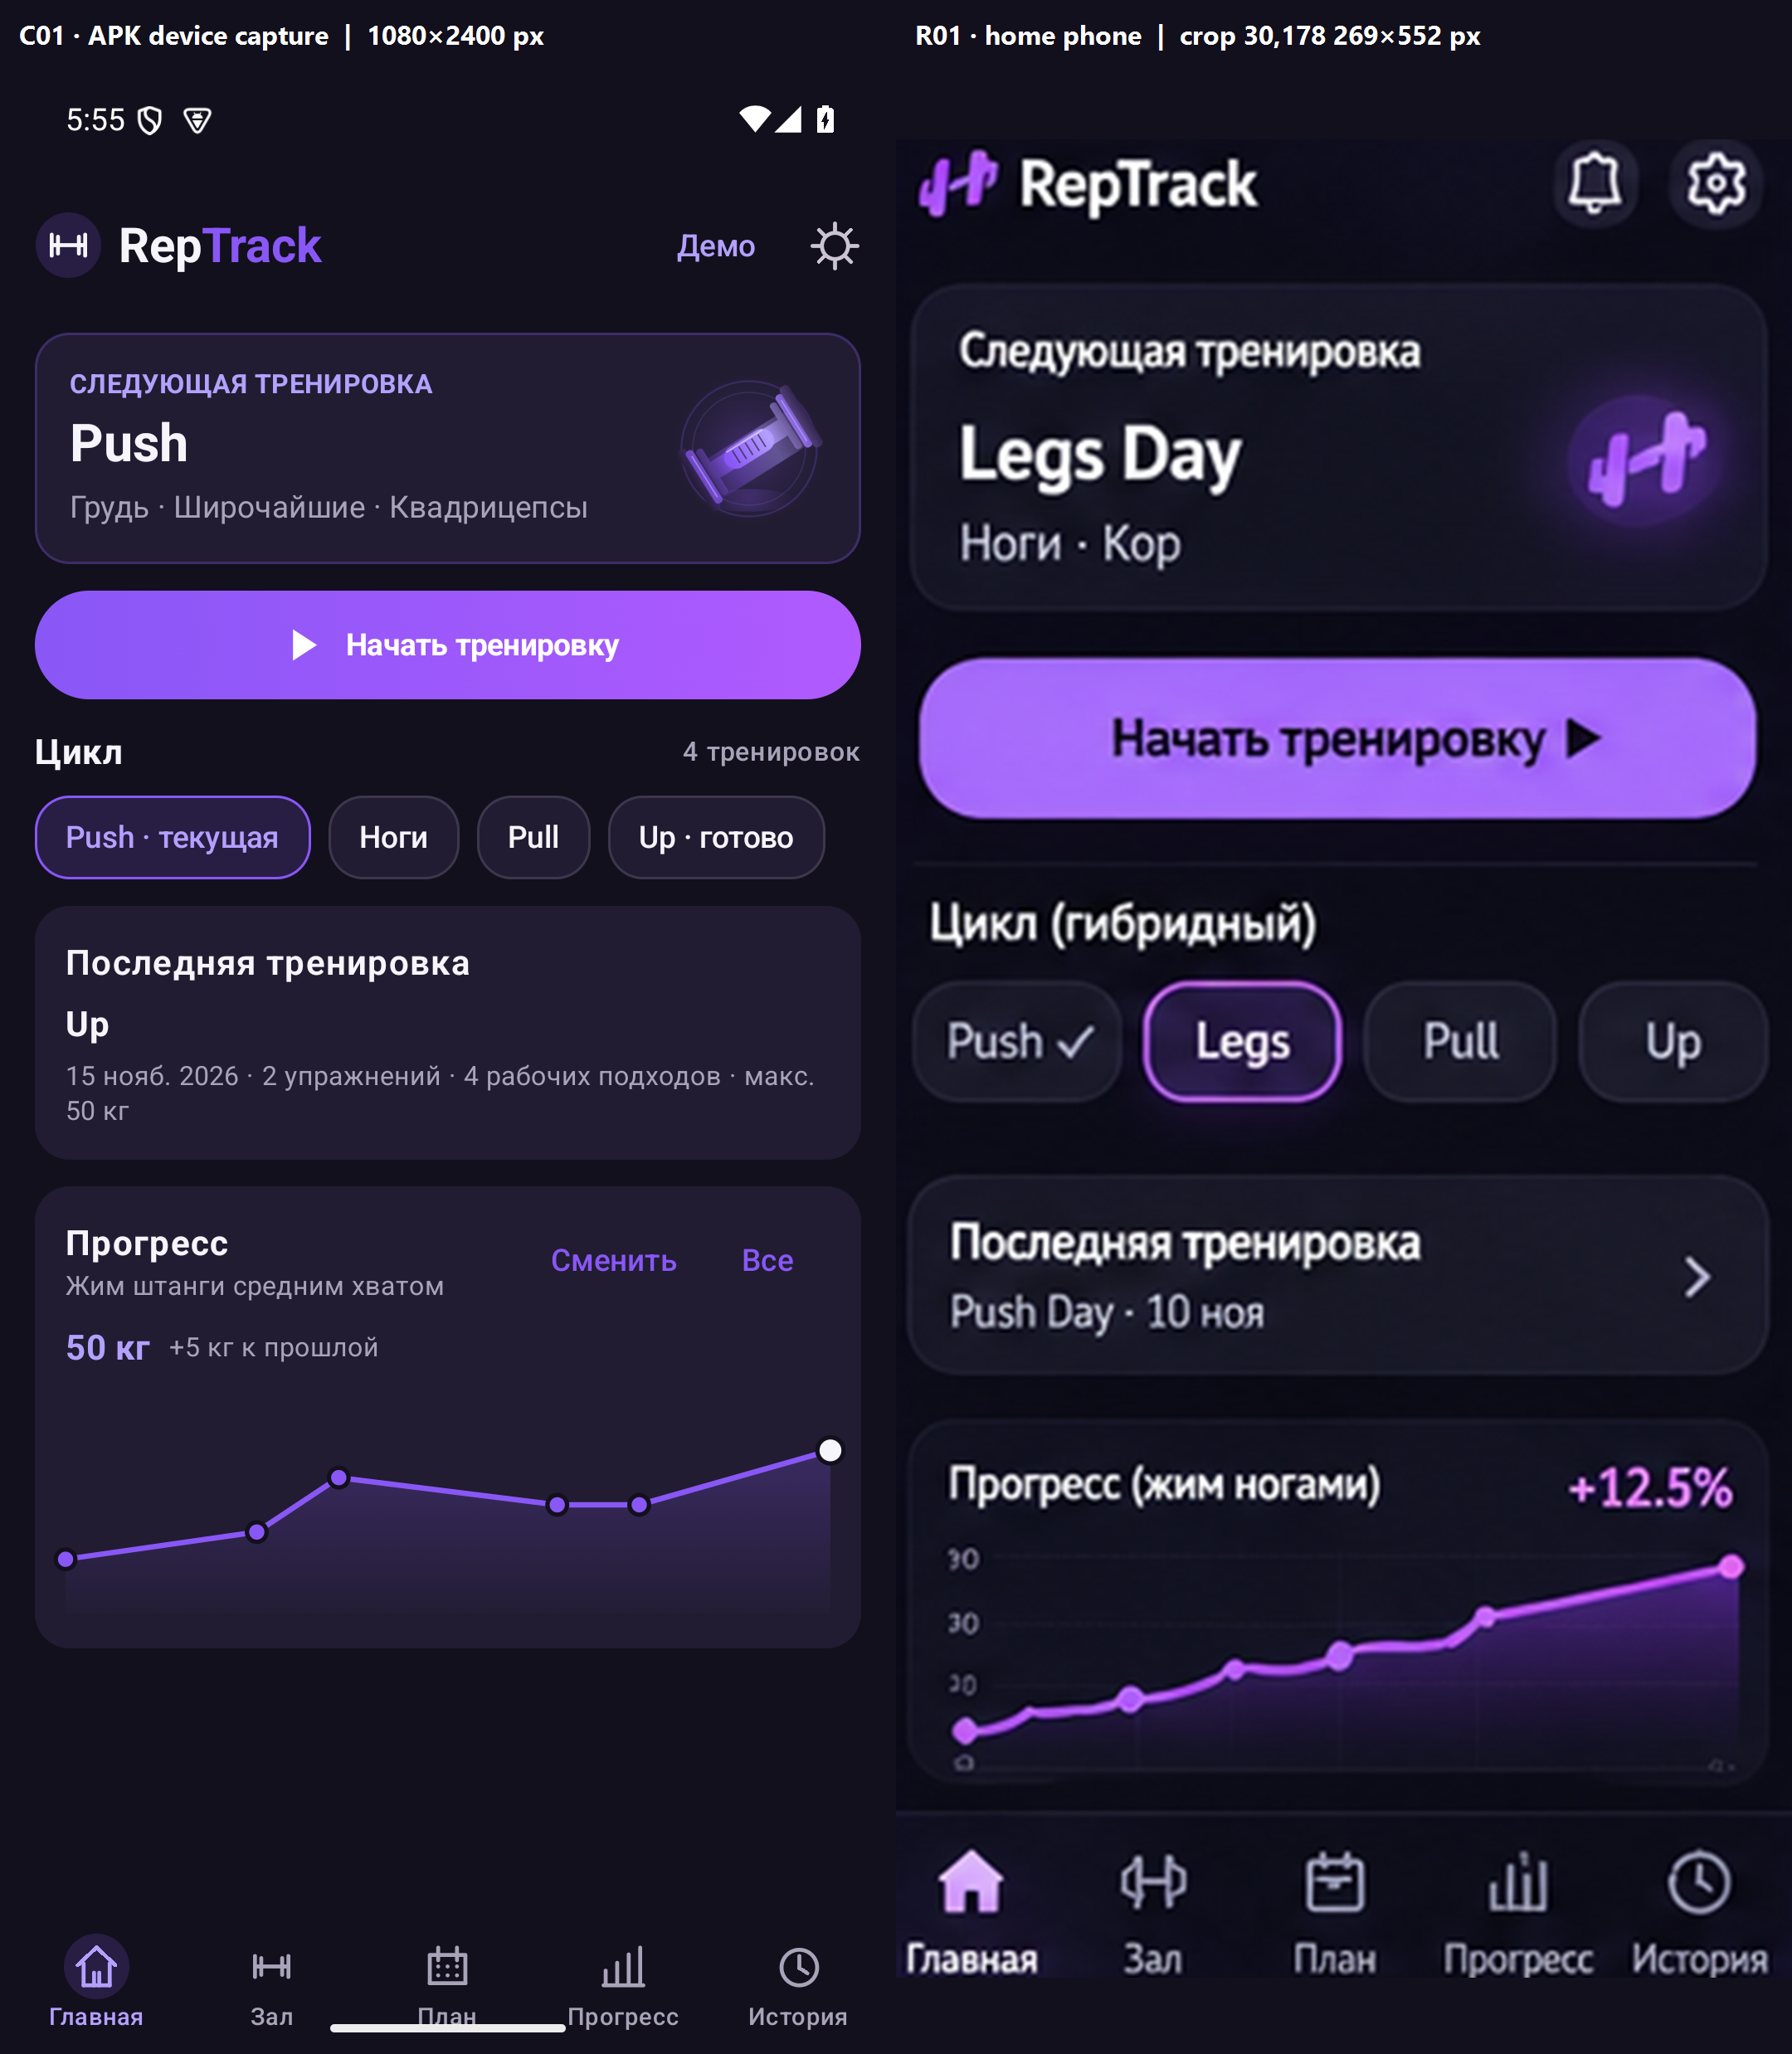 C01 · APK device capture | 1080×2400 px
5:55
RepTrack
Демо
СЛЕДУЮЩАЯ ТРЕНИРОВКА
Push
Грудь · Широчайшие · Квадрицепсы
Начать тренировку
Цикл
4 тренировок
Push · текущая
Ноги
Pull
Up · готово
Последняя тренировка
Up
15 нояб. 2026 · 2 упражнений · 4 рабочих подходов · макс.
50 кг
Прогресс
Сменить
Все
Жим штанги средним хватом
50 кг +5 кг к прошлой
Главная
Зал
План
Прогресс
История
R01 · home phone | crop 30,178 269×552 px
RepTrack
Следующая тренировка
Legs Day
Ноги · Кор
Начать тренировку
Цикл (гибридный)
Push
Legs
Pull
Up
Последняя тренировка
Push Day · 10 ноя
Прогресс (жим ногами)
+12.5%
Главная
Зал
План
Прогресс
История